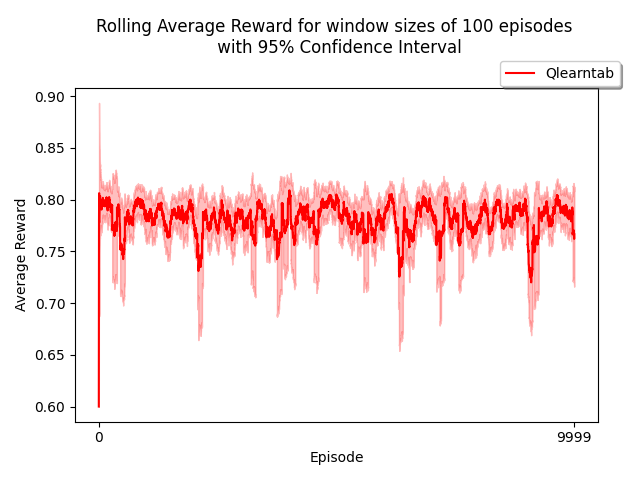 Rolling Average Reward for window sizes of 100 episodes
with 95% Confidence Interval
Qlearntab
0.90
0.85
0.80
0.75
0.70
0.65
0.60
Average Reward
0
9999
Episode